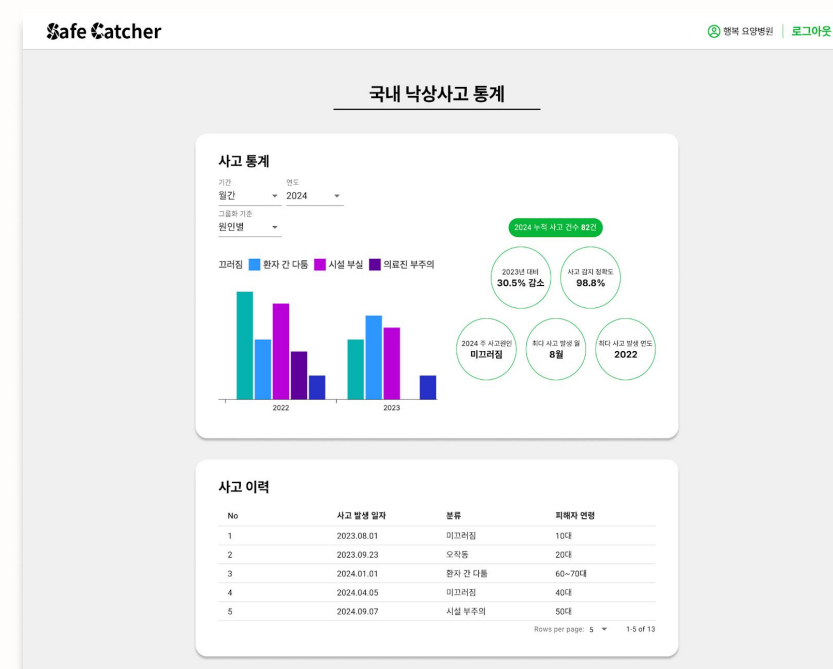 Safe Catcher
행복 요양병원
로그아웃
국내 낙상사고 통계
사고 통계
기간
연도
월간
2024
그룹화 기준
원인별
2024 누적 사고 건수 82건
끄러짐 환자 간 다툼 시설 부실 의료진 부주의
2023년 대비
30.5% 감소
사고 감지 정확도
98.8%
2024 주 사고원인
미끄러짐
최다 사고 발생 월
8월
최다 사고 발생 연도
2022
2022 2023
사고 이력
No 사고 발생 일자 분류 피해자 연령
1 2023.08.01 미끄러짐 10대
2 2023.09.23 오작동 20대
3 2024.01.01 환자 간 다툼 60~70대
4 2024.04.05 미끄러짐 40대
5 2024.09.07 시설 부주의 50대
Rows per page: 5 1-5 of 13